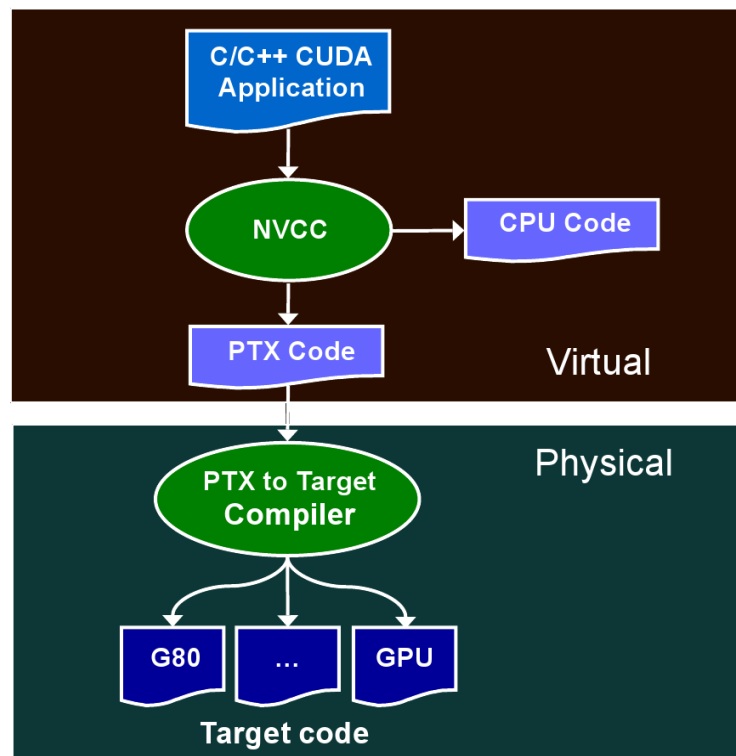 C/C++ CUDA
Application
NVCC
CPU Code
PTX Code
Virtual
Physical
PTX to Target
Compiler
G80
...
GPU
Target code